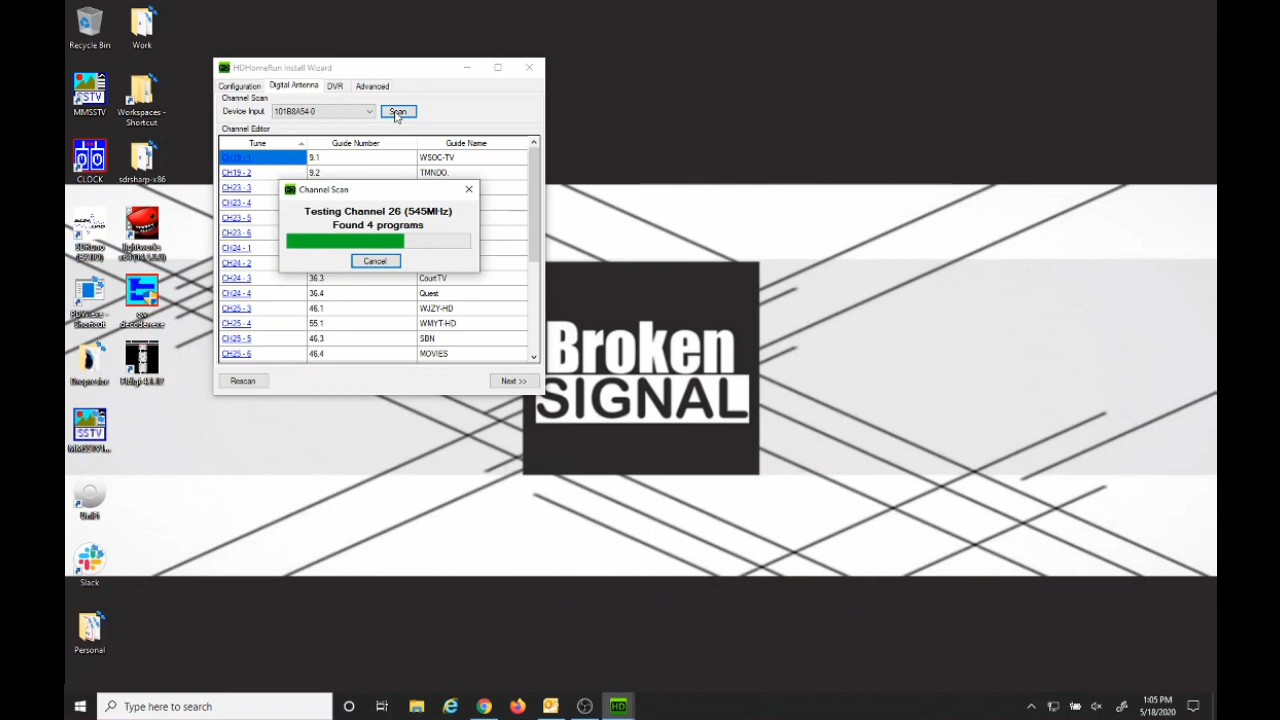 Recycle Bin
Work
MMSSTV
Workspaces - Shortcut
CLOCK
sdrsharp-x86
Slack
Personal
HDHomeRun Install Wizard
Configuration Digital Antenna DVR Advanced
Channel Scan
Device Input: 101B8A54-0 Scan
Channel Editor
Tune Guide Number Guide Name
9.1 WSOC-TV
CH19 - 2 9.2 TMNDO.
CH23 - 3
CH23 - 4
CH23 - 5
CH23 - 6
CH24 - 1
CH24 - 2
CH24 - 3 36.3 CourtTV
CH24 - 4 36.4 Quest
CH25 - 3 46.1 WJZY-HD
CH25 - 4 55.1 WMYT-HD
CH25 - 5 46.3 SBN
CH25 - 6 46.4 MOVIES
Rescan Next >>
Channel Scan
Testing Channel 26 (545MHz)
Found 4 programs
Cancel
Broken
SIGNAL
Type here to search
HD
1:05 PM
5/18/2020